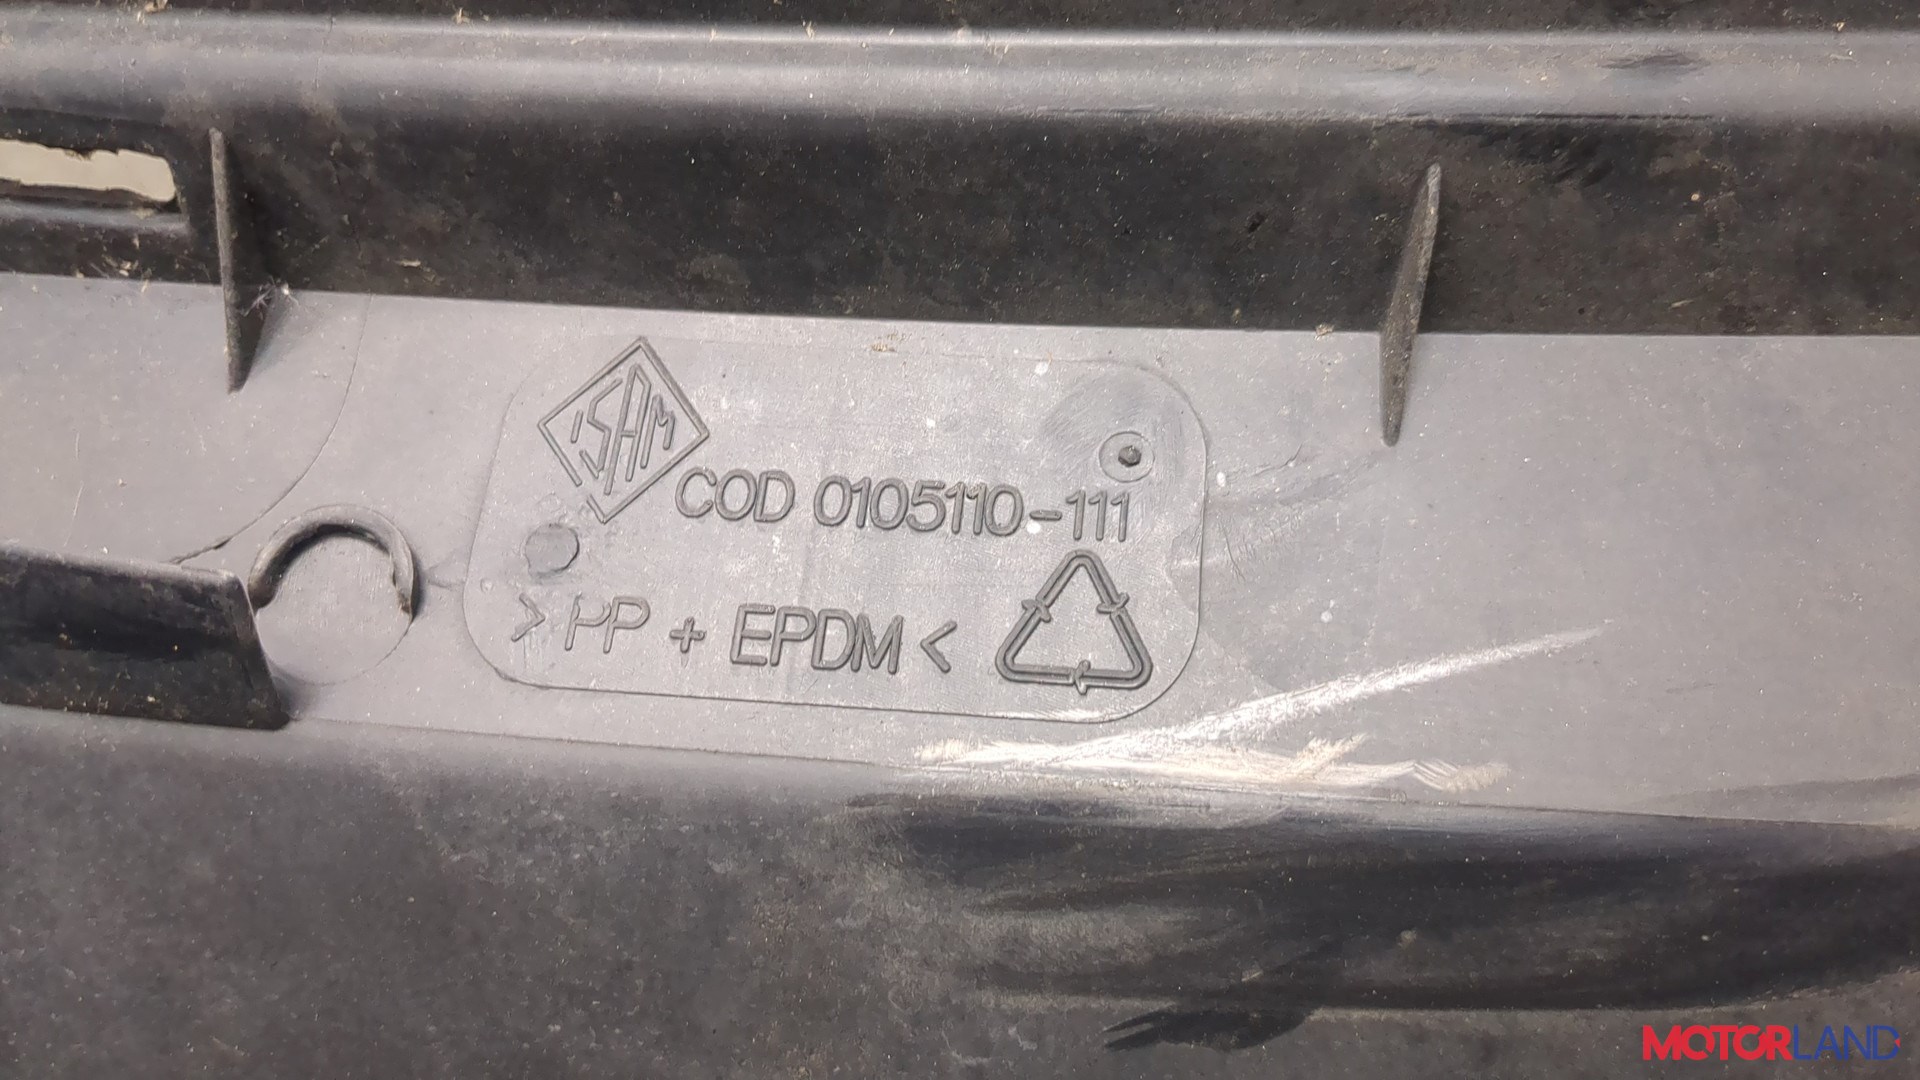 ISAM
COD 0105110-111
>PP + EPDM<
MOTORLAND